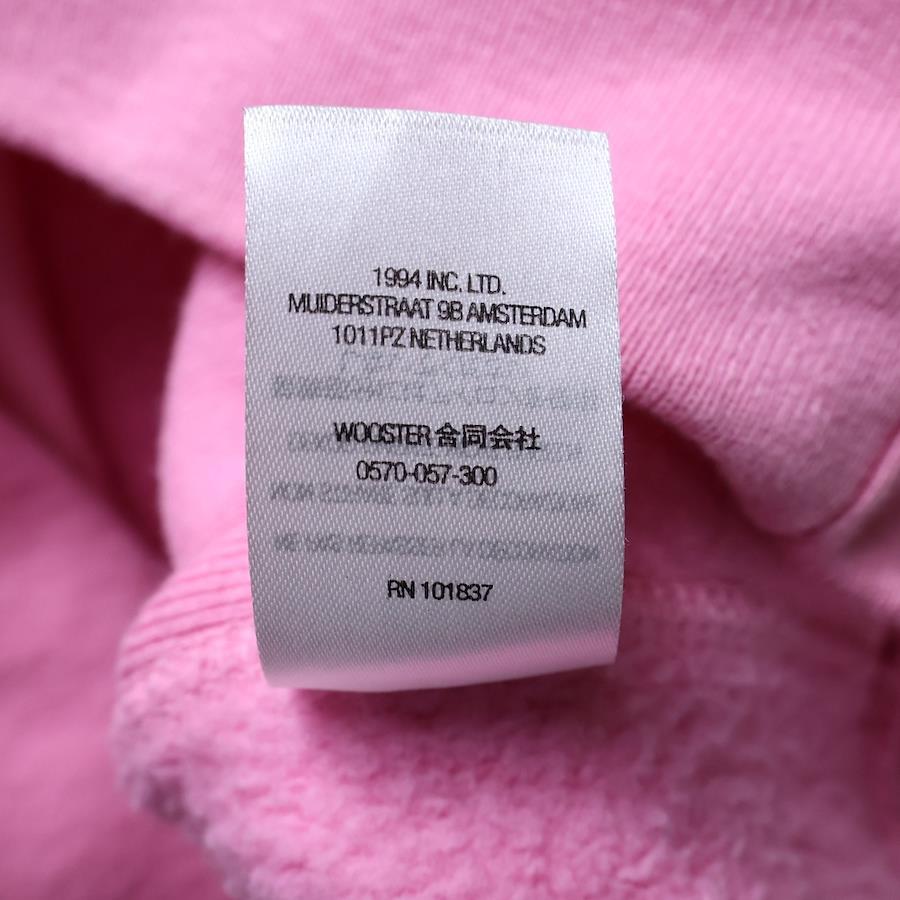 1994 INC. LTD.
MUIDERSTRAAT 9B AMSTERDAM
1011PZ NETHERLANDS
WOOSTER 合同会社
0570-057-300
RN 101837